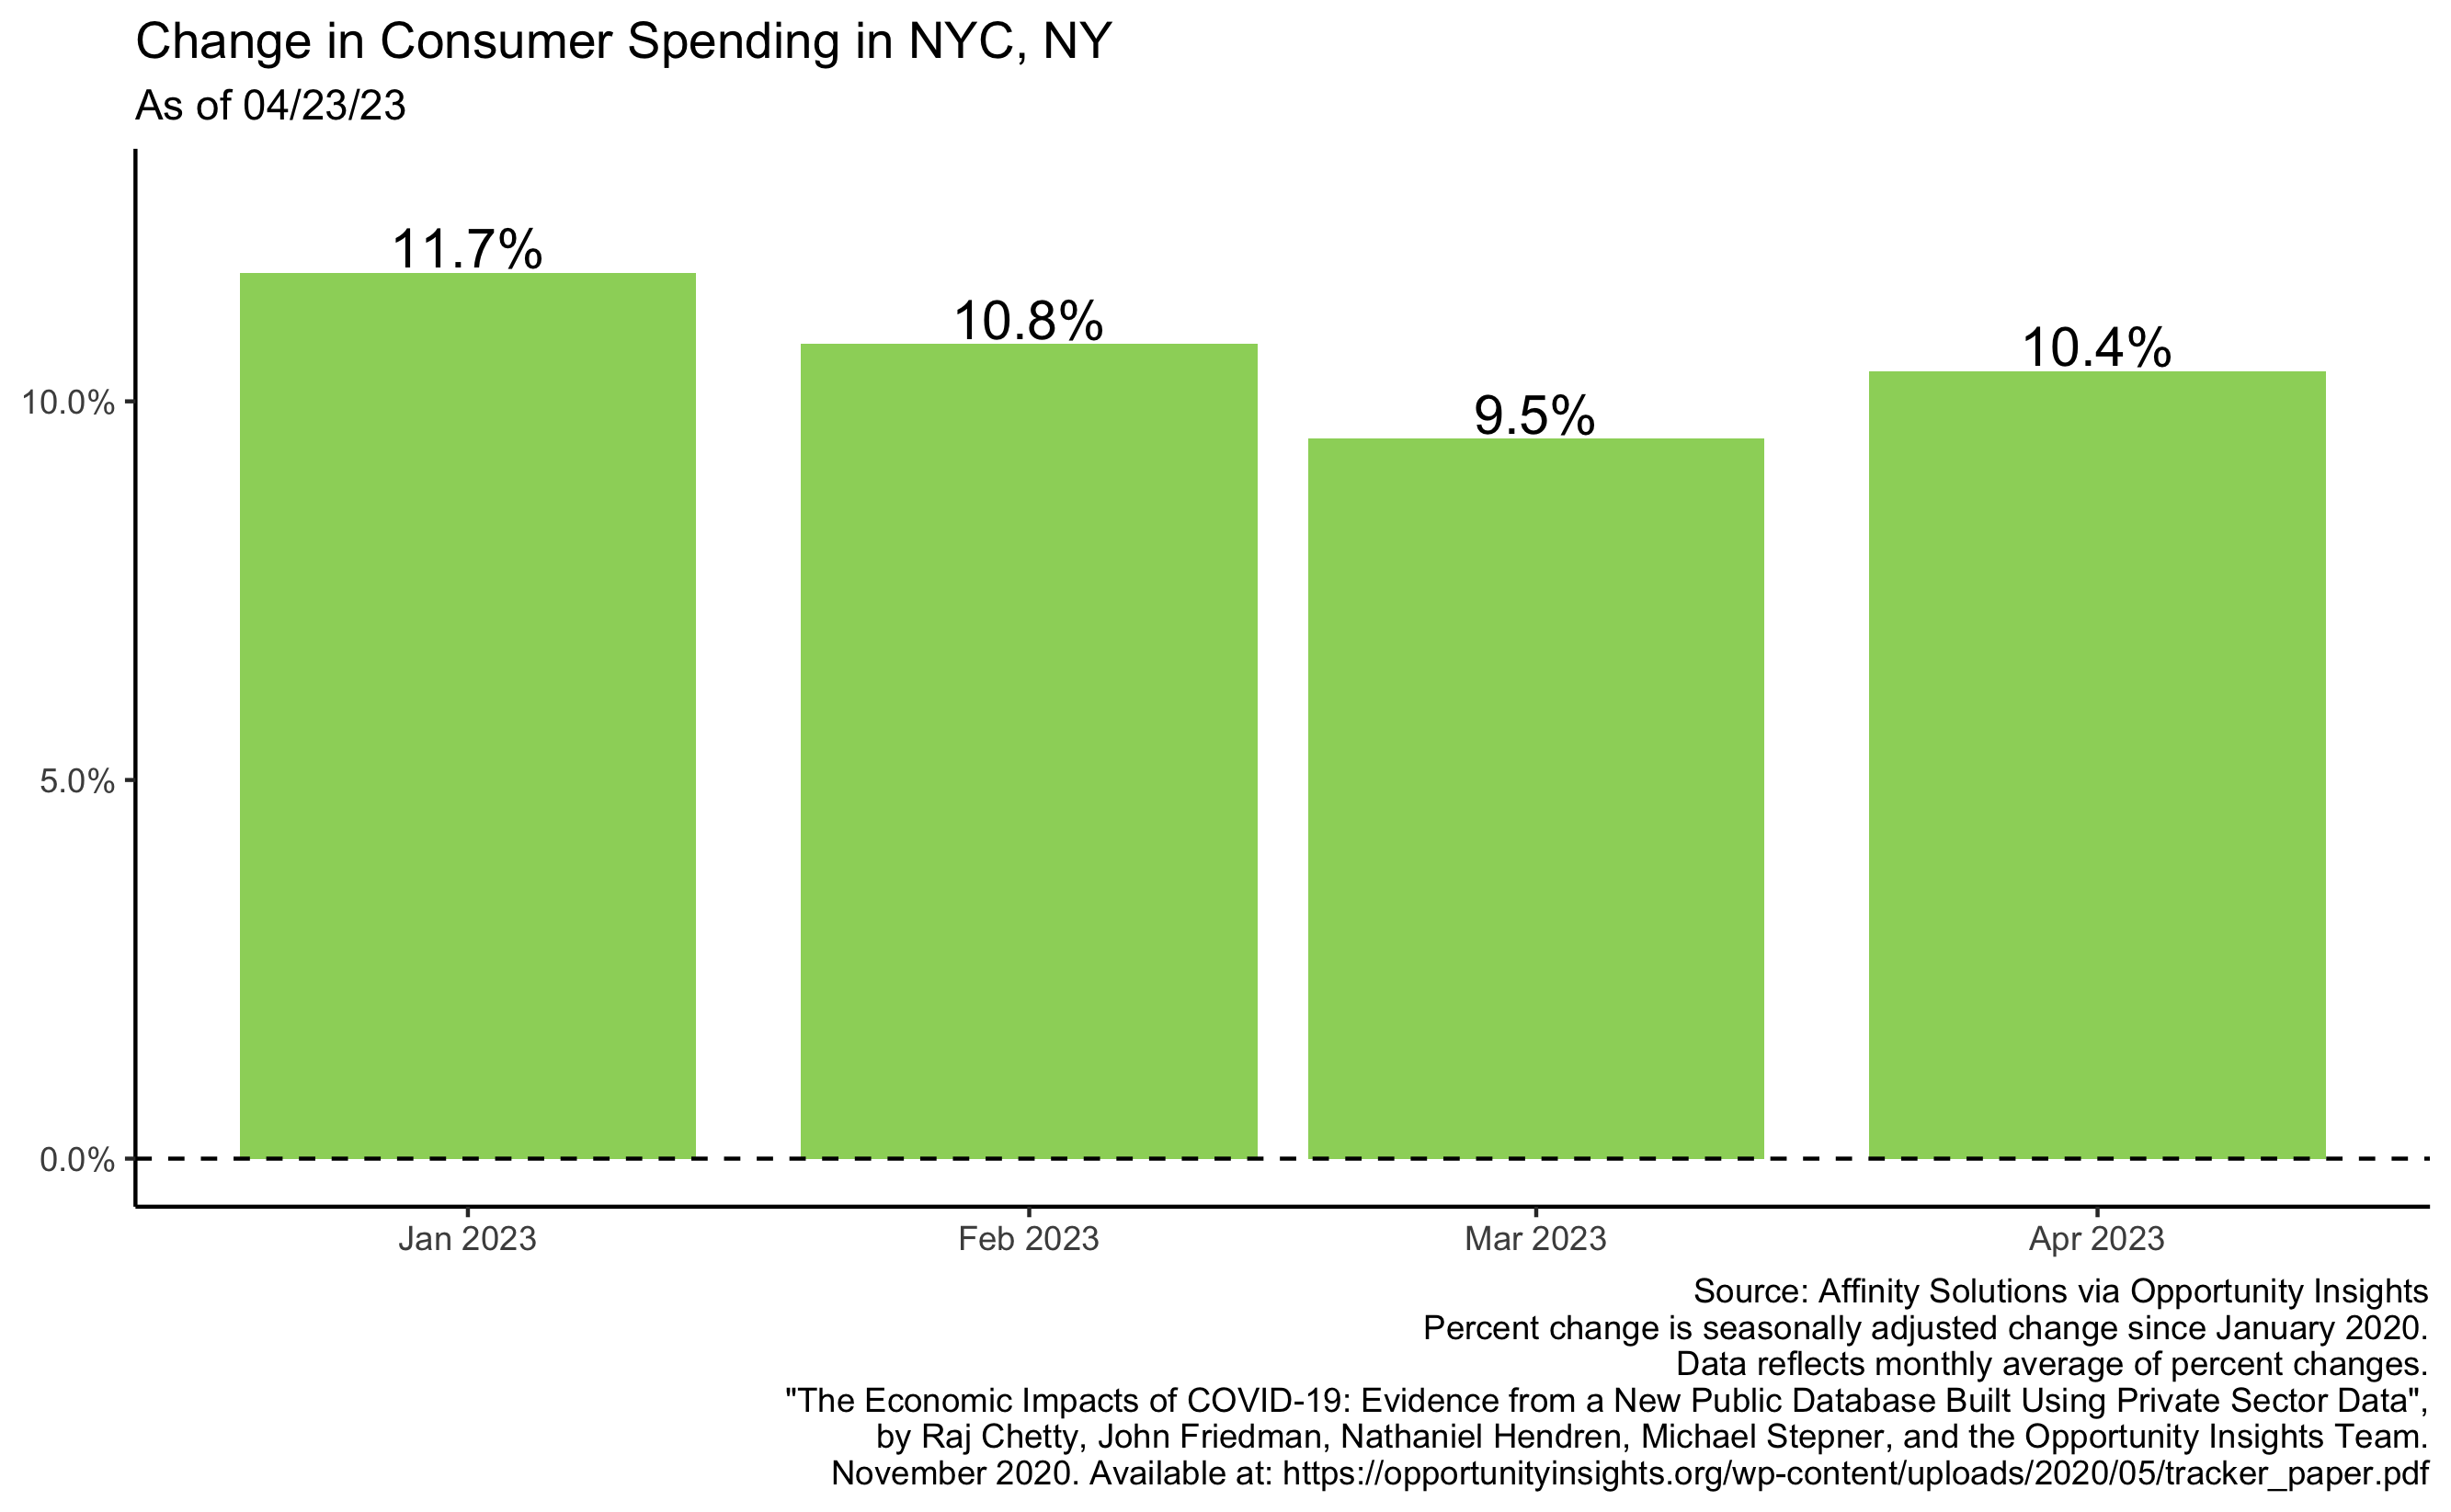 Change in Consumer Spending in NYC, NY
As of 04/23/23
11.7%
10.8%
9.5%
10.4%
10.0%
5.0%
0.0%
Jan 2023
Feb 2023
Mar 2023
Apr 2023
Source: Affinity Solutions via Opportunity Insights
Percent change is seasonally adjusted change since January 2020.
Data reflects monthly average of percent changes.
"The Economic Impacts of COVID-19: Evidence from a New Public Database Built Using Private Sector Data",
by Raj Chetty, John Friedman, Nathaniel Hendren, Michael Stepner, and the Opportunity Insights Team.
November 2020. Available at: https://opportunityinsights.org/wp-content/uploads/2020/05/tracker_paper.pdf